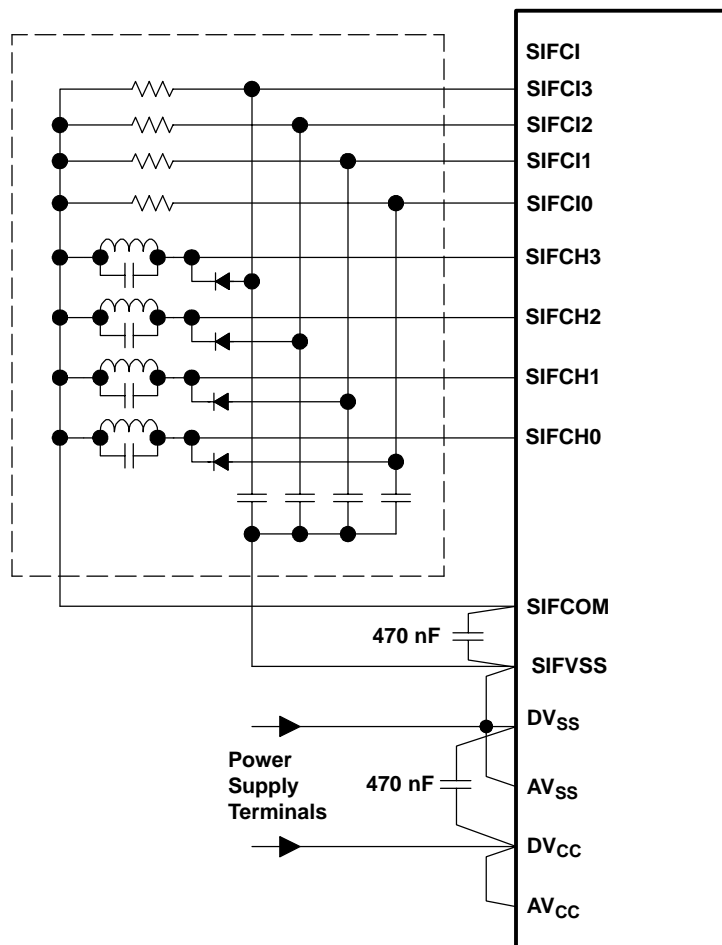 SIFCI
SIFCI3
SIFCI2
SIFCI1
SIFCI0
SIFCH3
SIFCH2
SIFCH1
SIFCH0
SIFCOM
470 nF
SIFVSS
DVSS
Power
Supply
Terminals
470 nF
AVSS
DVCC
AVCC